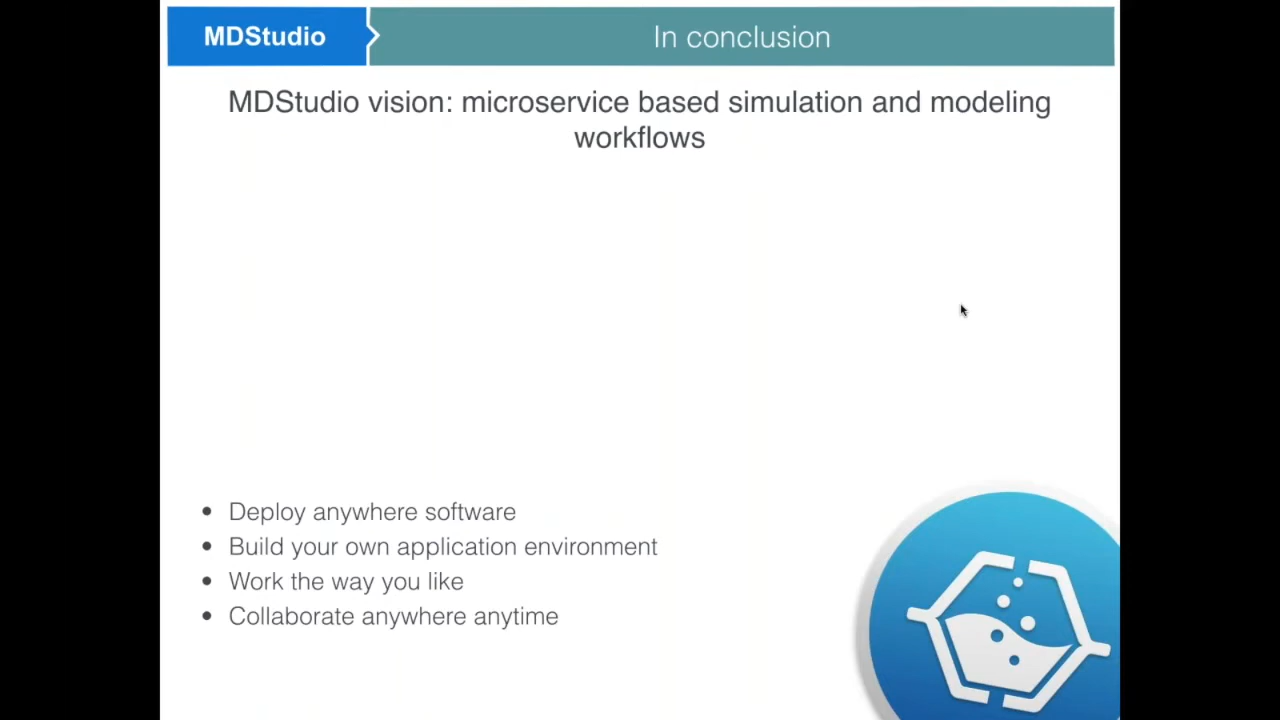 MDStudio
In conclusion
MDStudio vision: microservice based simulation and modeling
workflows
• Deploy anywhere software
• Build your own application environment
• Work the way you like
• Collaborate anywhere anytime